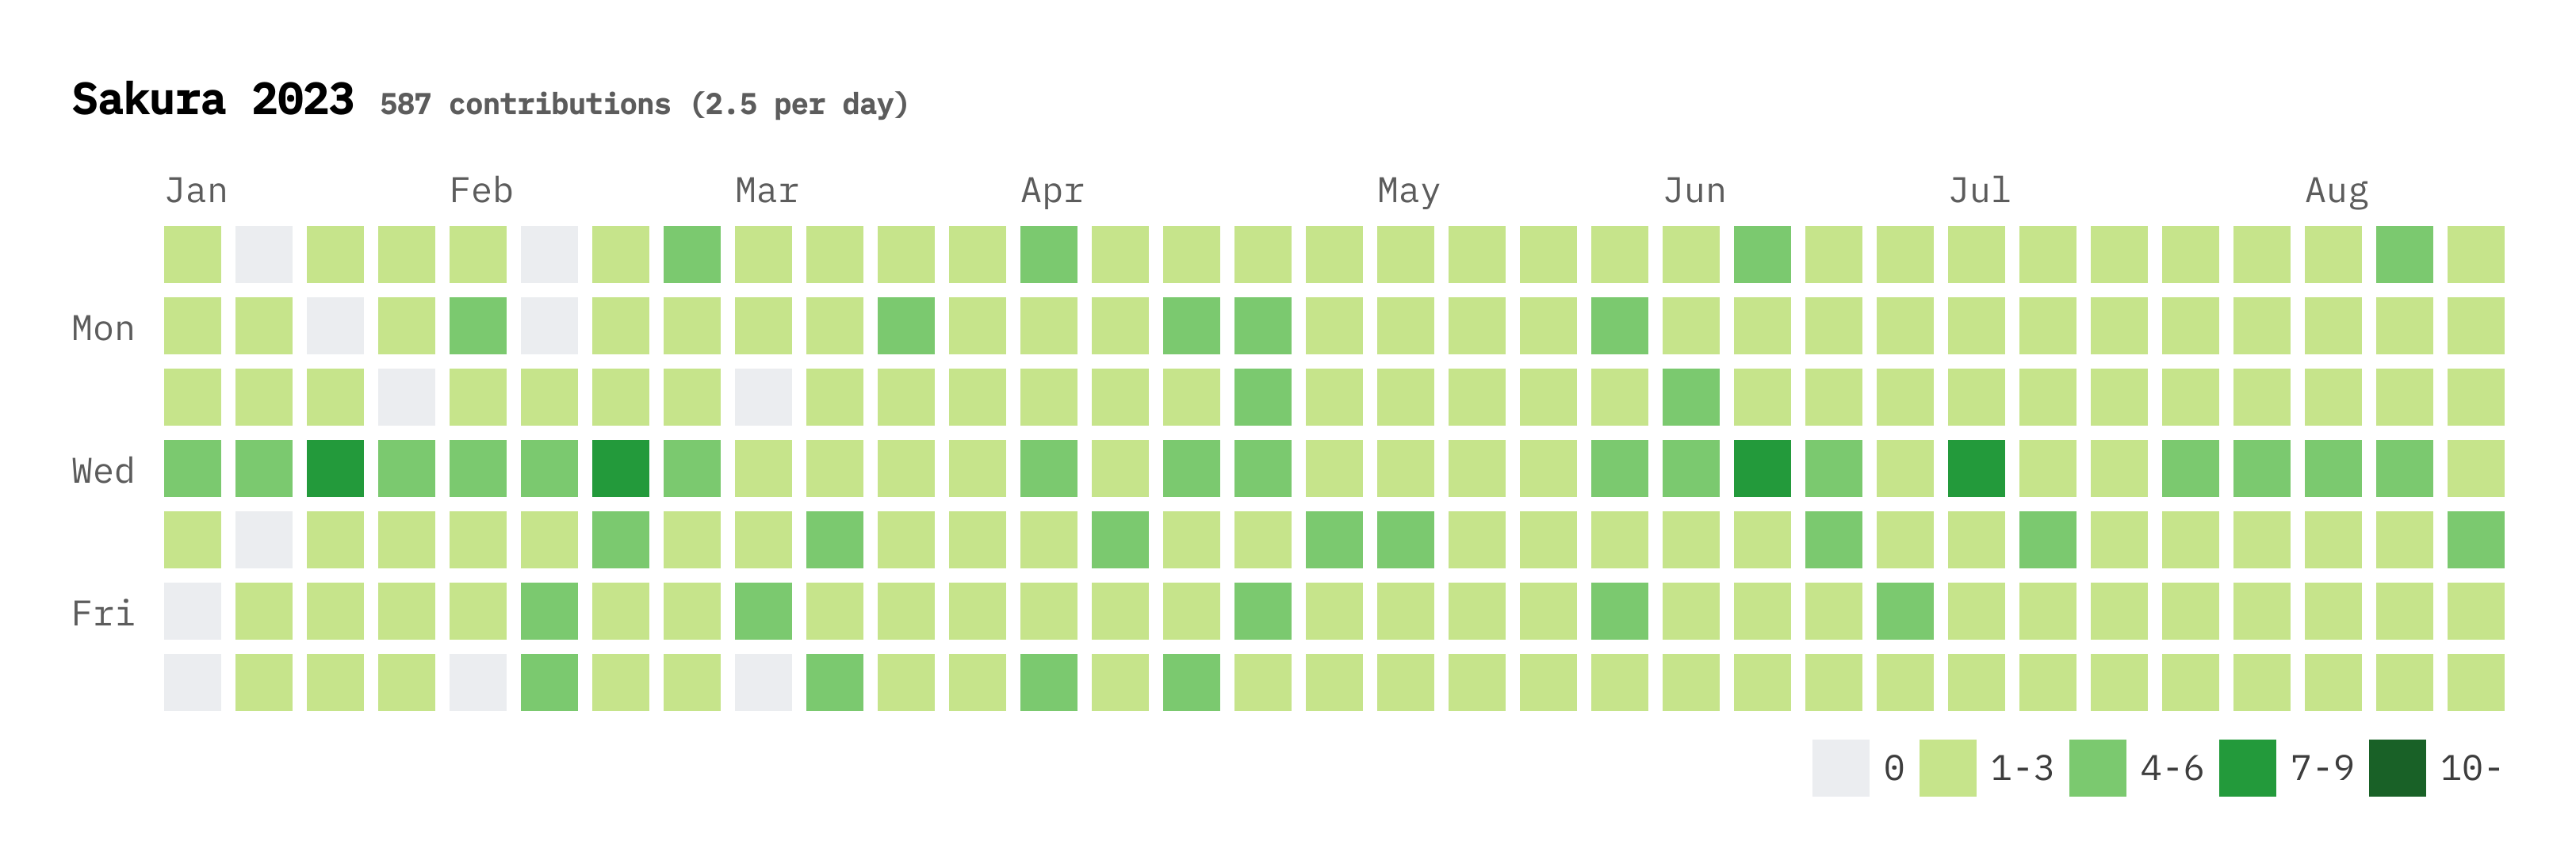 Sakura 2023 587 contributions (2.5 per day)
Jan Feb Mar Apr May Jun Jul Aug
Mon
Wed
Fri
0 1-3 4-6 7-9 10-